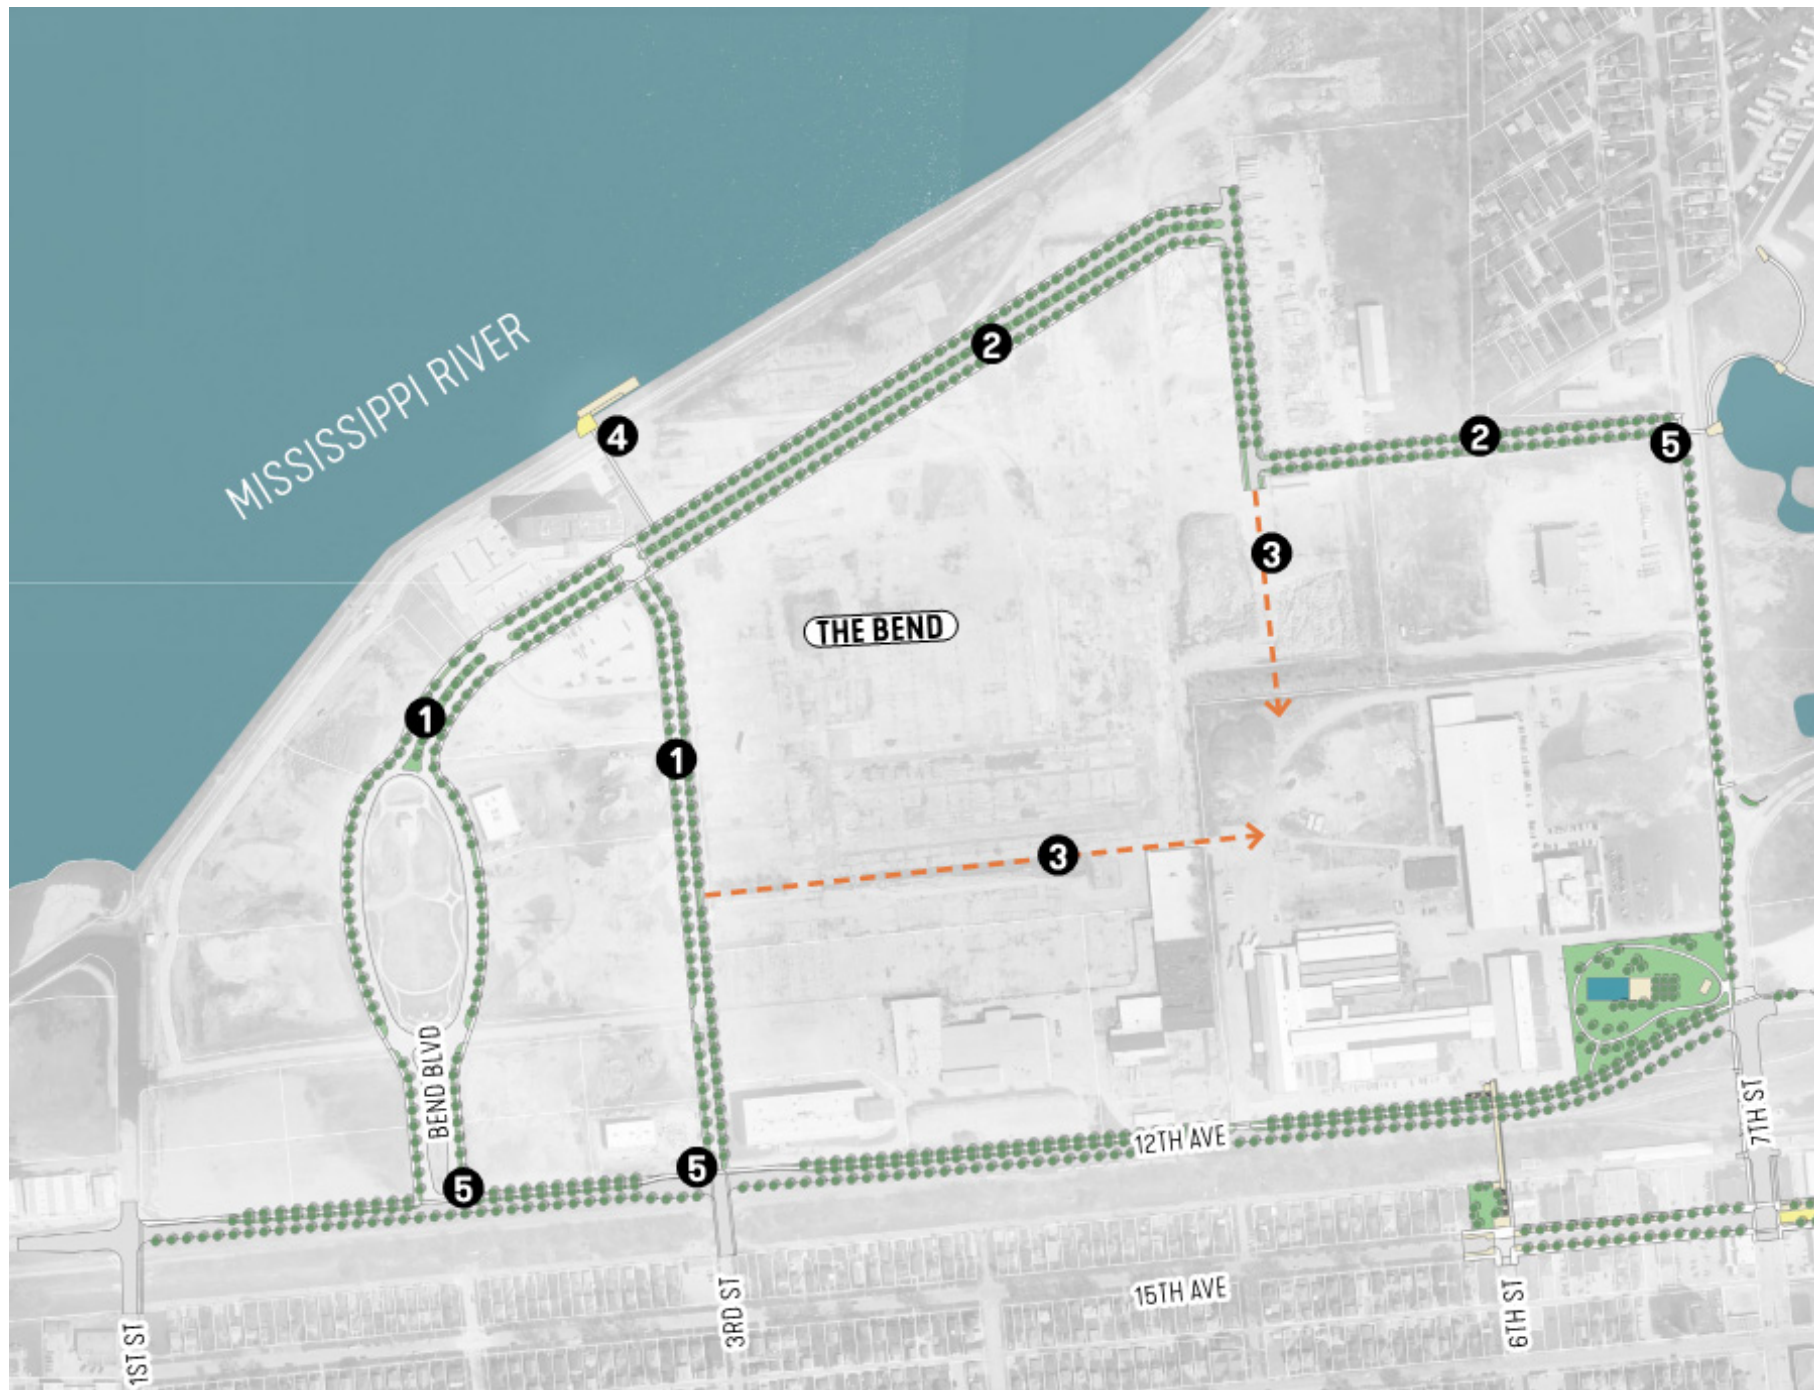 MISSISSIPPI RIVER
2
4
2
5
3
THE BEND
1
1
3
BEND BLVD
12TH AVE
7TH ST
5
5
15TH AVE
1ST ST
3RD ST
6TH ST